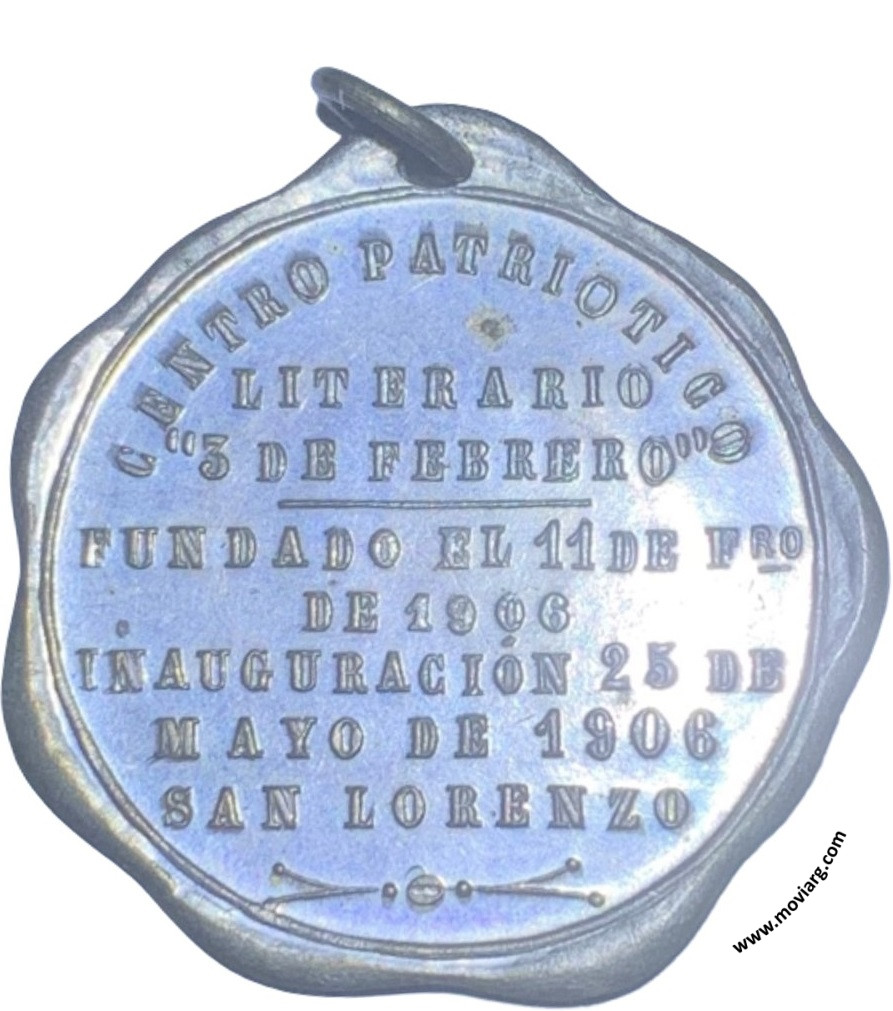 CENTRO PATRIOTICO
LITERARIO
"3 DE FEBRERO"
FUNDADO EL 11 DE FRO
DE 1906
INAUGURACIÓN 25 DE
MAYO DE 1906
SAN LORENZO
www.moviarg.com